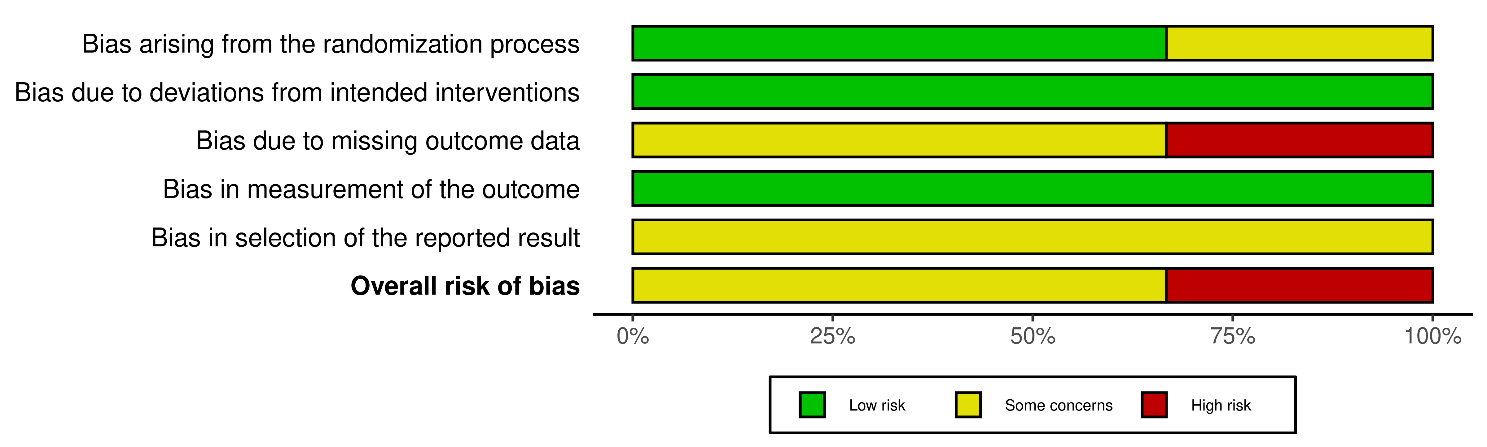 Bias arising from the randomization process
Bias due to deviations from intended interventions
Bias due to missing outcome data
Bias in measurement of the outcome
Bias in selection of the reported result
Overall risk of bias
0% 25% 50% 75% 100%
Low risk Some concerns High risk